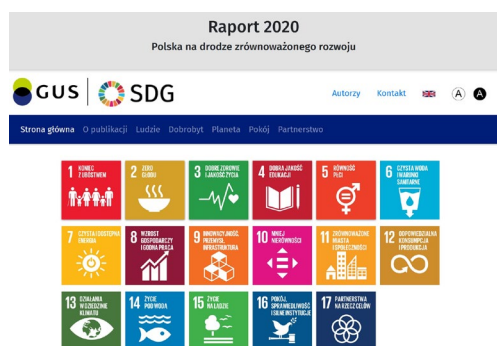 Raport 2020
Polska na drodze zrównoważonego rozwoju
GUS SDG Autorzy Kontakt A A
Strona główna O publikacji Ludzie Dobrobyt Planeta Pokój Partnerstwo
1 KONIEC Z UBÓSTWEM
2 ZERO GŁODU
3 DOBRE ZDROWIE I JAKOŚĆ ŻYCIA
4 DOBRA JAKOŚĆ EDUKACJI
5 RÓWNOŚĆ PŁCI
6 CZYSTA WODA I WARUNKI SANITARNE
7 CZYSTA I DOSTĘPNA ENERGIA
8 WZROST GOSPODARCZY I GODNA PRACA
9 INNOWACYJNOŚĆ, PRZEMYSŁ, INFRASTRUKTURA
10 MNIEJ NIERÓWNOŚCI
11 ZRÓWNOWAŻONE MIASTA I SPOŁECZNOŚCI
12 ODPOWIEDZIALNA KONSUMPCJA I PRODUKCJA
13 DZIAŁANIA W DZIEDZINIE KLIMATU
14 ŻYCIE POD WODĄ
15 ŻYCIE NA LĄDZIE
16 POKÓJ, SPRAWIEDLIWOŚĆ I SILNE INSTYTUCJE
17 PARTNERSTWA NA RZECZ CELÓW